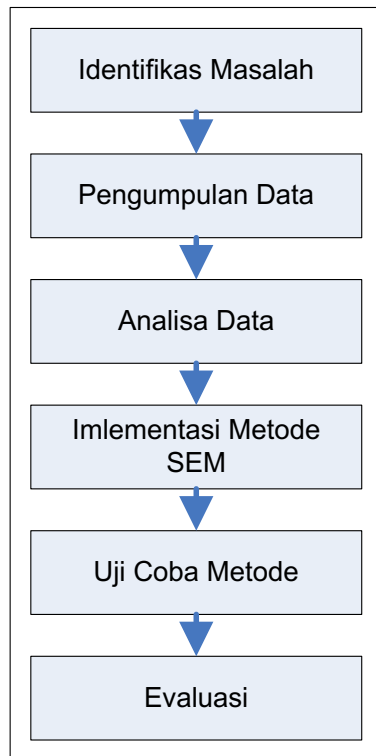 Identifikas Masalah
Pengumpulan Data
Analisa Data
Imlementasi Metode
SEM
Uji Coba Metode
Evaluasi